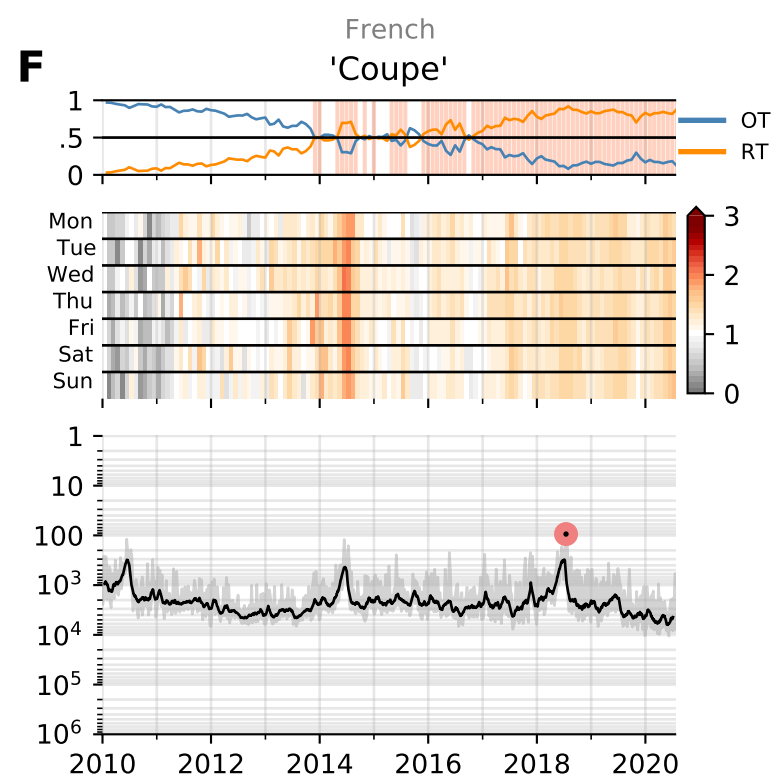 French
F
'Coupe'
1
.5
0
OT
RT
Mon
Tue
Wed
Thu
Fri
Sat
Sun
3
2
1
0
1
10
100
10³
10⁴
10⁵
10⁶
2010 2012 2014 2016 2018 2020